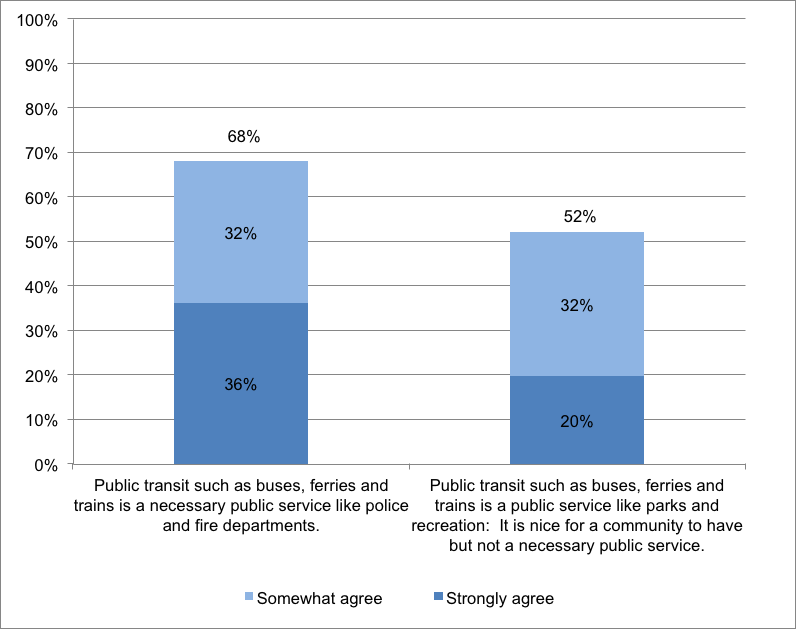 100%
90%
80%
70%
60%
50%
40%
30%
20%
10%
0%
68%
32%
36%
52%
32%
20%
Public transit such as buses, ferries and
trains is a necessary public service like police
and fire departments.
Public transit such as buses, ferries and
trains is a public service like parks and
recreation:  It is nice for a community to have
but not a necessary public service.
Somewhat agree
Strongly agree